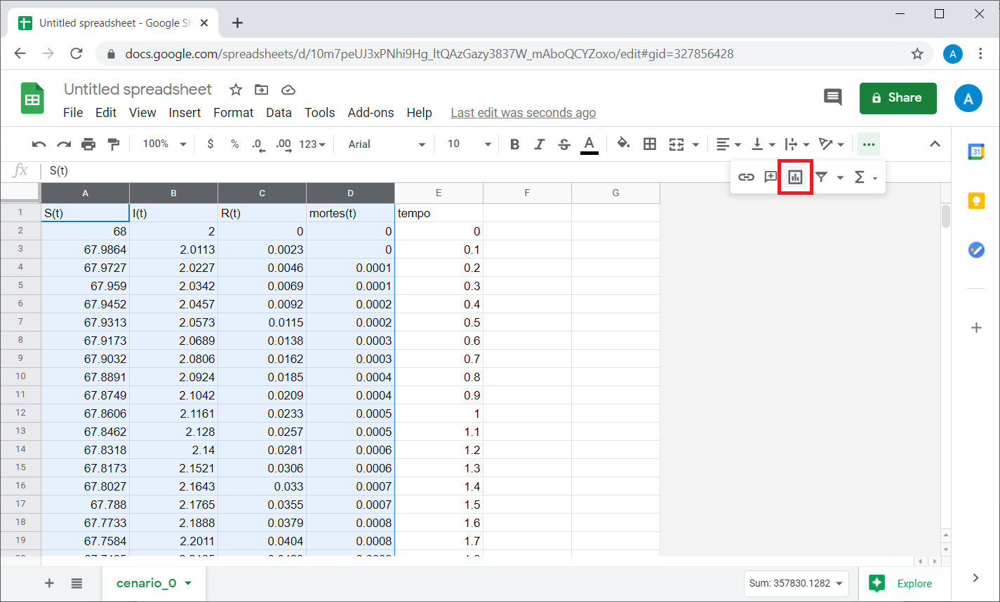 Untitled spreadsheet - Google Sh
docs.google.com/spreadsheets/d/10m7peUJ3xPNhi9Hg_ltQAzGazy3837W_mAboQCYZoxo/edit#gid=327856428
A
Untitled spreadsheet
File Edit View Insert Format Data Tools Add-ons Help Last edit was seconds ago
Share
A
100% $ % .0 .00 123 Arial 10 B I S A
31
fx S(t)
A B C D E F G
1 S(t) I(t) R(t) mortes(t) tempo
2 68 2 0 0 0
3 67.9864 2.0113 0.0023 0 0.1
4 67.9727 2.0227 0.0046 0.0001 0.2
5 67.959 2.0342 0.0069 0.0001 0.3
6 67.9452 2.0457 0.0092 0.0002 0.4
7 67.9313 2.0573 0.0115 0.0002 0.5
8 67.9173 2.0689 0.0138 0.0003 0.6
9 67.9032 2.0806 0.0162 0.0003 0.7
10 67.8891 2.0924 0.0185 0.0004 0.8
11 67.8749 2.1042 0.0209 0.0004 0.9
12 67.8606 2.1161 0.0233 0.0005 1
13 67.8462 2.128 0.0257 0.0005 1.1
14 67.8318 2.14 0.0281 0.0006 1.2
15 67.8173 2.1521 0.0306 0.0006 1.3
16 67.8027 2.1643 0.033 0.0007 1.4
17 67.788 2.1765 0.0355 0.0007 1.5
18 67.7733 2.1888 0.0379 0.0008 1.6
19 67.7584 2.2011 0.0404 0.0008 1.7
cenario_0
Sum: 357830.1282
Explore